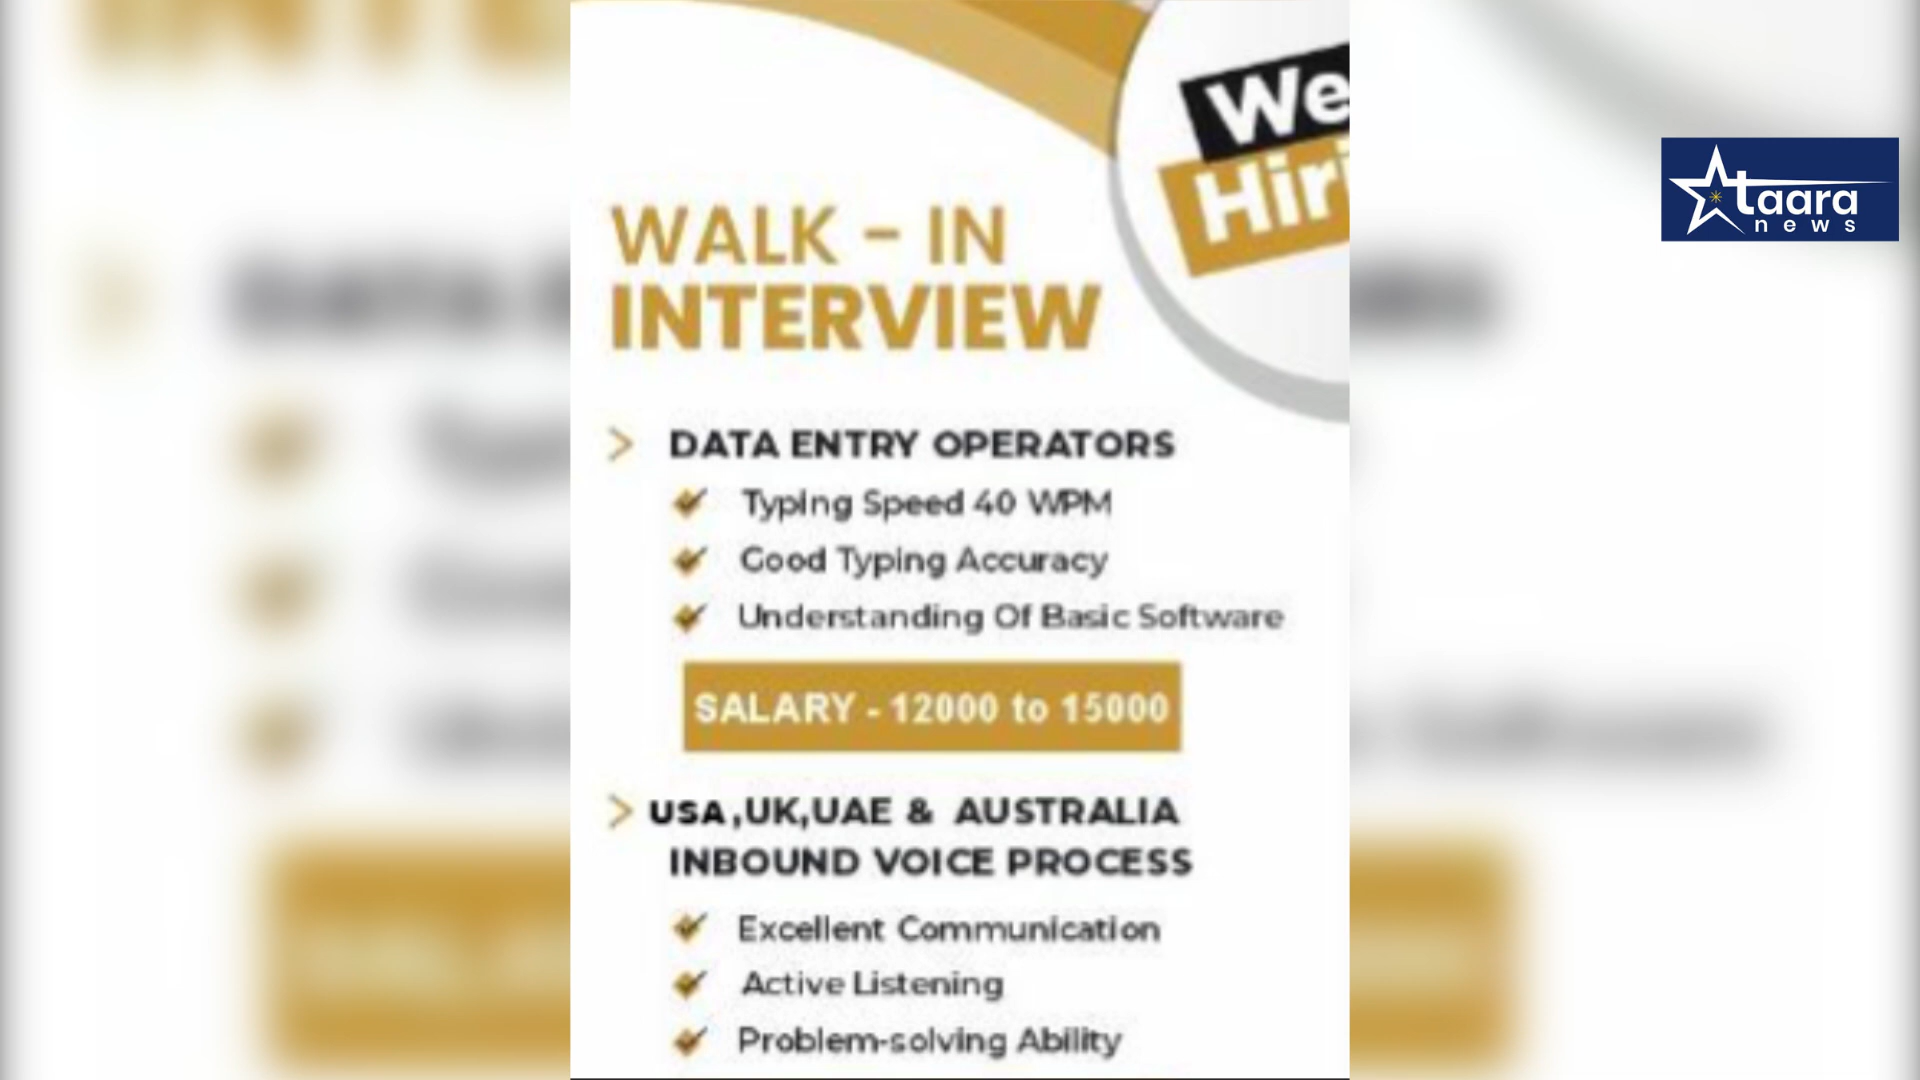 We
Hiri
taara
news
WALK – IN
INTERVIEW
DATA ENTRY OPERATORS
Typing Speed 40 WPM
Good Typing Accuracy
Understanding Of Basic Software
SALARY - 12000 to 15000
USA,UK,UAE & AUSTRALIA
INBOUND VOICE PROCESS
Excellent Communication
Active Listening
Problem-solving Ability